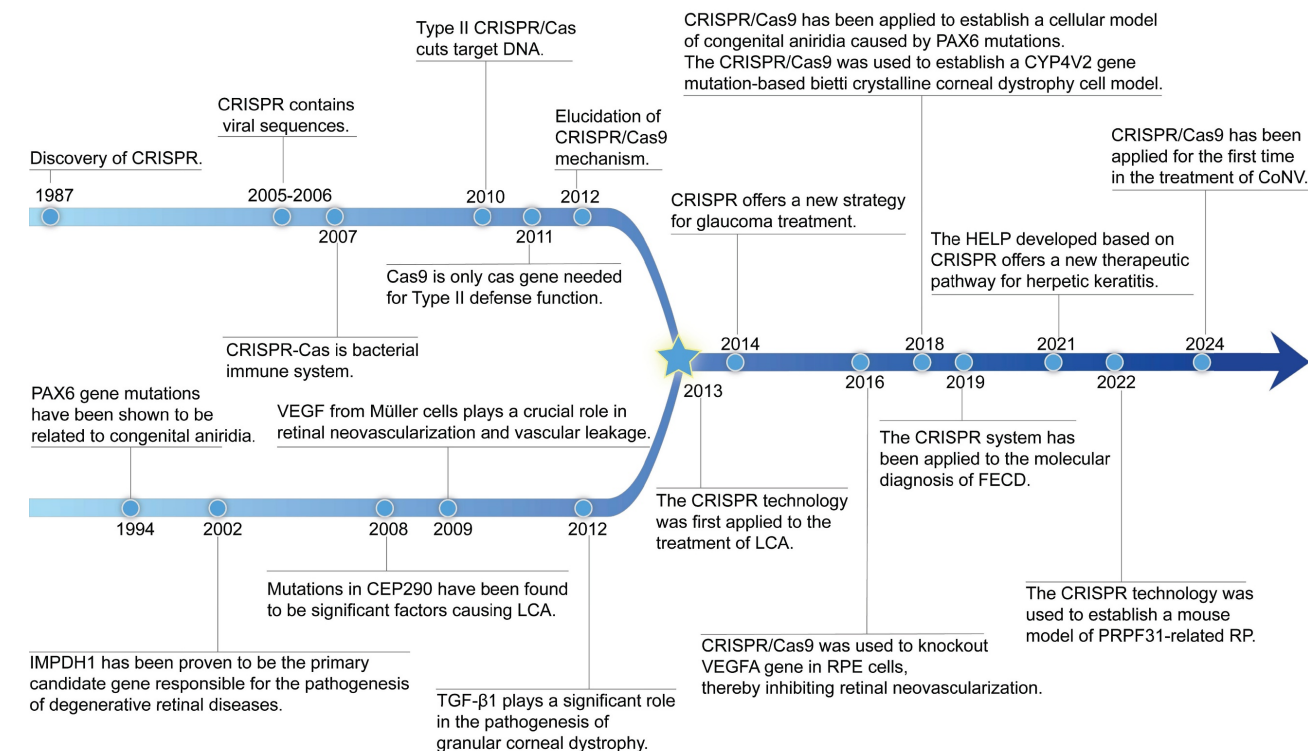 Type II CRISPR/Cas
cuts target DNA.
CRISPR/Cas9 has been applied to establish a cellular model
of congenital aniridia caused by PAX6 mutations.
The CRISPR/Cas9 was used to establish a CYP4V2 gene
mutation-based bietti crystalline corneal dystrophy cell model.
CRISPR contains
viral sequences.
Elucidation of
CRISPR/Cas9
mechanism.
CRISPR/Cas9 has been
applied for the first time
in the treatment of CoNV.
Discovery of CRISPR.
1987
2005-2006
2010
2012
2007
2011
CRISPR offers a new strategy
for glaucoma treatment.
The HELP developed based on
CRISPR offers a new therapeutic
pathway for herpetic keratitis.
Cas9 is only cas gene needed
for Type II defense function.
CRISPR-Cas is bacterial
immune system.
2014
2018
2021
2024
2013
2016
2019
2022
PAX6 gene mutations
have been shown to be
related to congenital aniridia.
VEGF from Müller cells plays a crucial role in
retinal neovascularization and vascular leakage.
The CRISPR system has
been applied to the molecular
diagnosis of FECD.
The CRISPR technology
was first applied to the
treatment of LCA.
1994
2002
2008
2009
2012
Mutations in CEP290 have been found
to be significant factors causing LCA.
The CRISPR technology was
used to establish a mouse
model of PRPF31-related RP.
CRISPR/Cas9 was used to knockout
VEGFA gene in RPE cells,
thereby inhibiting retinal neovascularization.
IMPDH1 has been proven to be the primary
candidate gene responsible for the pathogenesis
of degenerative retinal diseases.
TGF-β1 plays a significant role
in the pathogenesis of
granular corneal dystrophy.